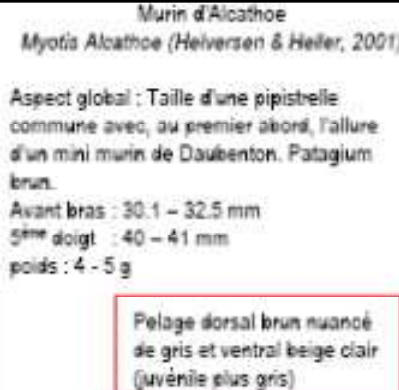 Murin d'Alcathoe
Myotis Alcathoe (Helversen & Heller, 2001)
Aspect global : Taille d'une pipistrelle
commune avec, au premier abord, l'allure
d'un mini murin de Daubenton. Patagium
brun.
Avant bras : 30.1 – 32.5 mm
5ème doigt : 40 – 41 mm
poids : 4 - 5 g
Pelage dorsal brun nuancé
de gris et ventral beige clair
(juvénile plus gris)